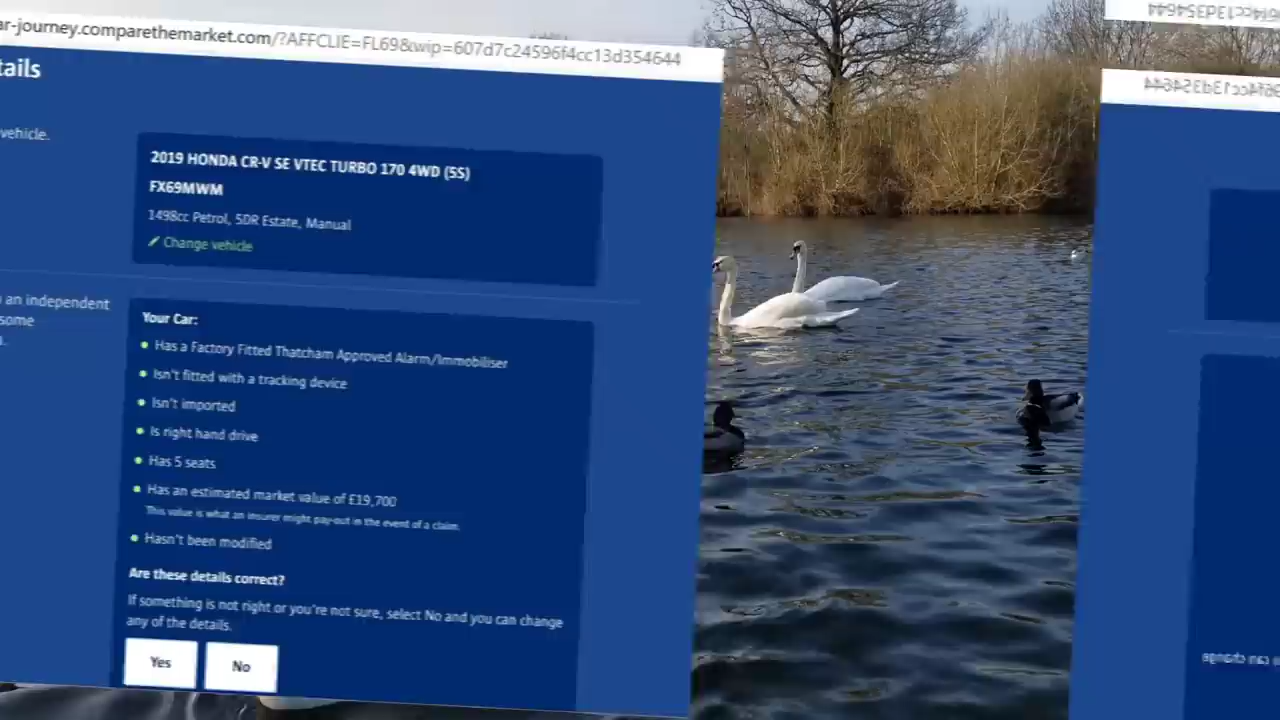 ar-journey.comparethemarket.com/?AFFCLIE=FL69&wip=607d7c24596f4cc13d354644
tails
vehicle.
2019 HONDA CR-V SE VTEC TURBO 170 4WD (5S)
FX69MWM
1498cc Petrol, 5DR Estate, Manual
Change vehicle
an independent
some
Your Car:
Has a Factory Fitted Thatcham Approved Alarm/Immobiliser
Isn't fitted with a tracking device
Isn't imported
Is right hand drive
Has 5 seats
Has an estimated market value of £19,700
This value is what an insurer might pay-out in the event of a claim.
Hasn't been modified
Are these details correct?
If something is not right or you're not sure, select No and you can change
any of the details.
Yes
No